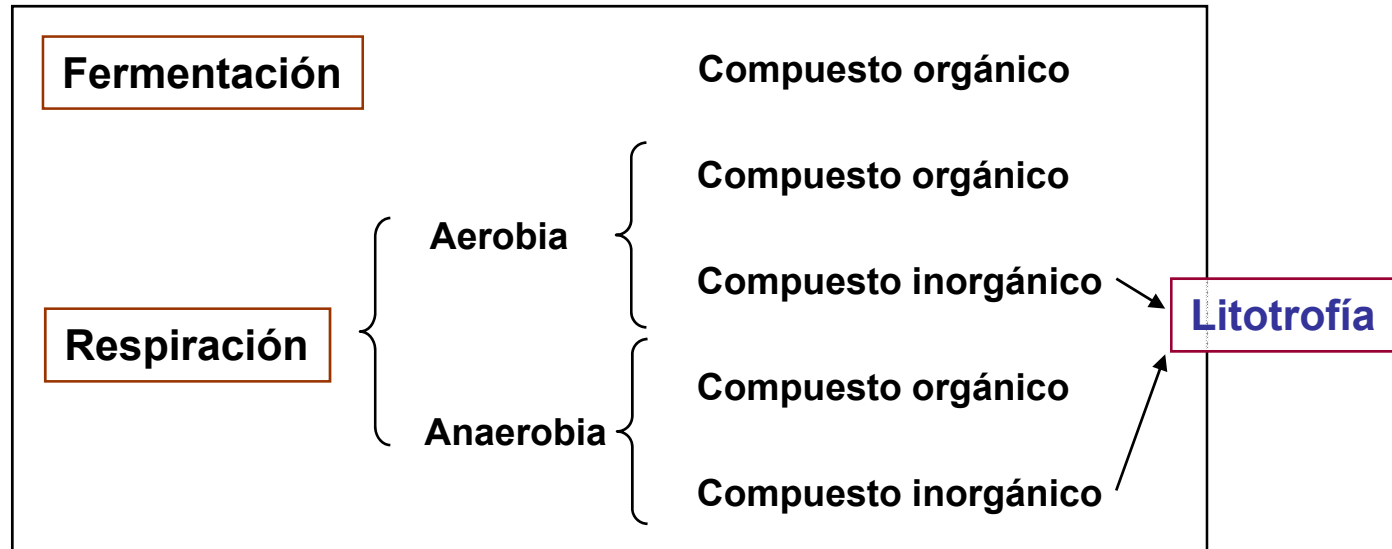 Fermentación
Compuesto orgánico
Compuesto orgánico
Aerobia
Compuesto inorgánico
Litotrofía
Respiración
Compuesto orgánico
Anaerobia
Compuesto inorgánico